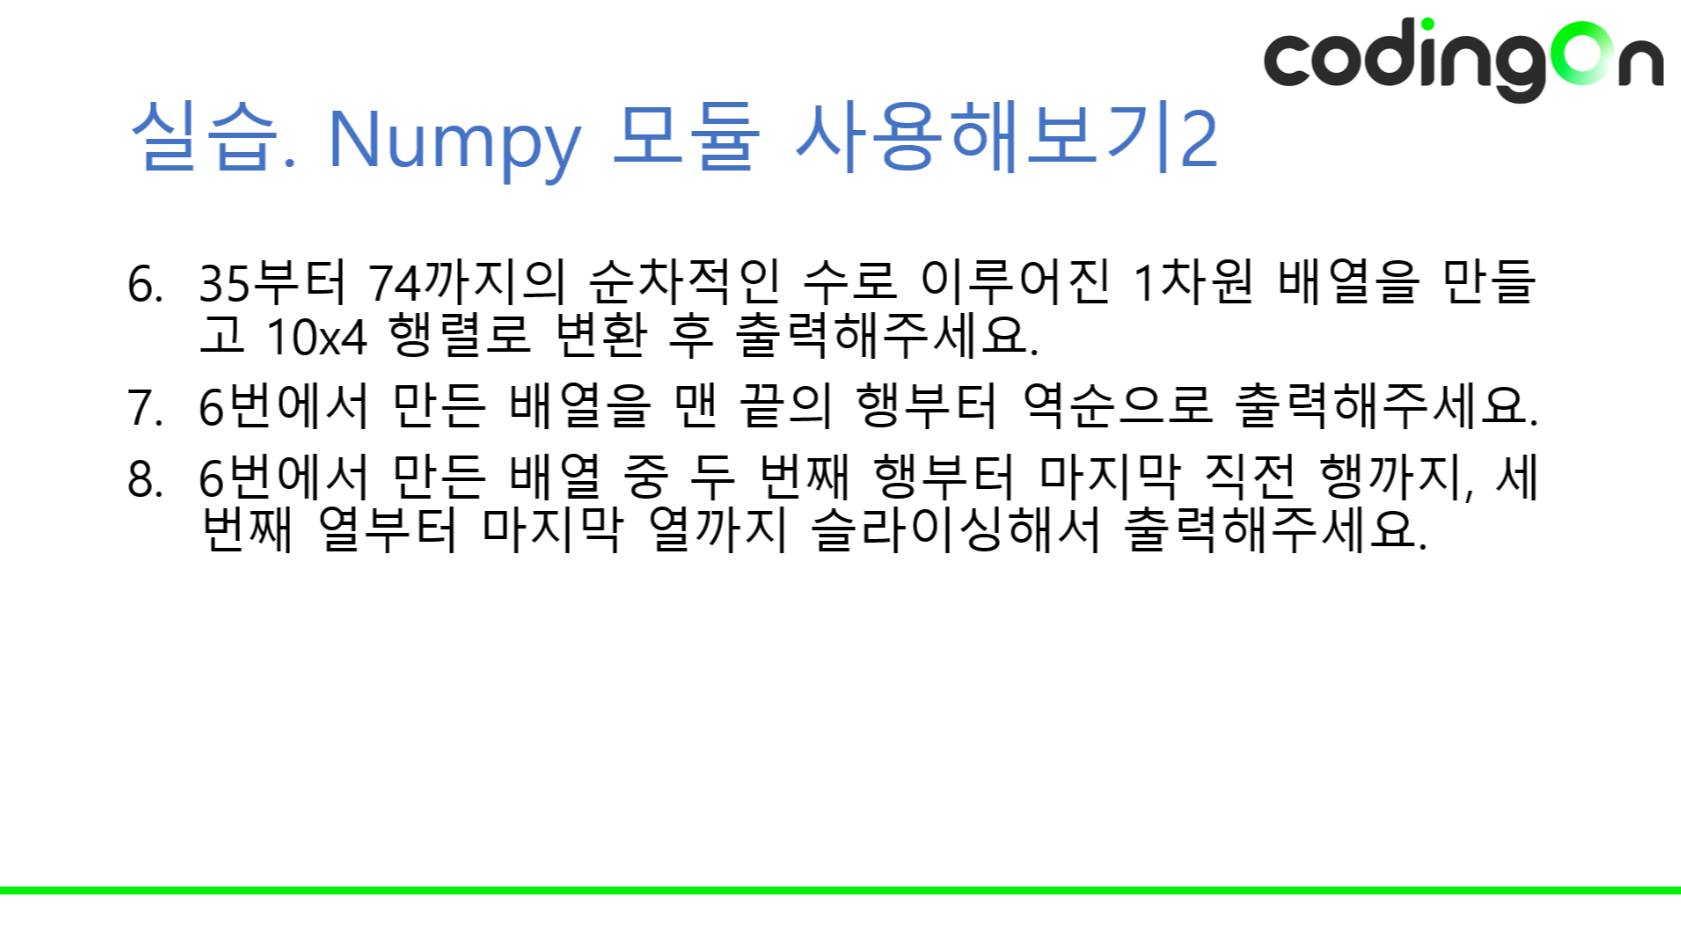 codingOn
실습. Numpy 모듈 사용해보기2
6. 35부터 74까지의 순차적인 수로 이루어진 1차원 배열을 만들
고 10x4 행렬로 변환 후 출력해주세요.
7. 6번에서 만든 배열을 맨 끝의 행부터 역순으로 출력해주세요.
8. 6번에서 만든 배열 중 두 번째 행부터 마지막 직전 행까지, 세
번째 열부터 마지막 열까지 슬라이싱해서 출력해주세요.